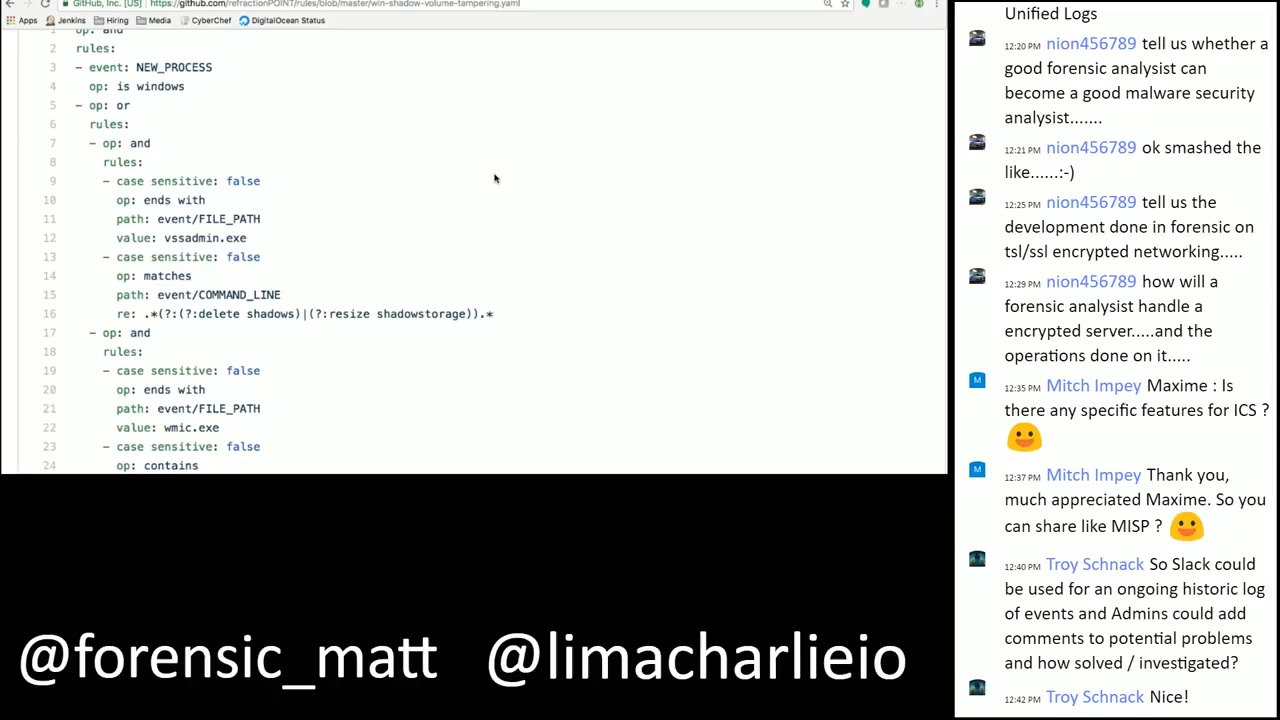 GitHub, Inc. [US] https://github.com/refractionPOINT/rules/blob/master/win-shadow-volume-tampering.yaml
Apps Jenkins Hiring Media CyberChef DigitalOcean Status
1 op: and
2 rules:
3 - event: NEW_PROCESS
4 op: is windows
5 - op: or
6 rules:
7 - op: and
8 rules:
9 - case sensitive: false
10 op: ends with
11 path: event/FILE_PATH
12 value: vssadmin.exe
13 - case sensitive: false
14 op: matches
15 path: event/COMMAND_LINE
16 re: .*(?:(?:delete shadows)|(?:resize shadowstorage)).*
17 - op: and
18 rules:
19 - case sensitive: false
20 op: ends with
21 path: event/FILE_PATH
22 value: wmic.exe
23 - case sensitive: false
24 op: contains
@forensic_matt @limacharlieio
Unified Logs
12:20 PM nion456789 tell us whether a
good forensic analyst can
become a good malware security
analyst.......
12:21 PM nion456789 ok smashed the
like......:-)
12:25 PM nion456789 tell us the
development done in forensic on
tsl/ssl encrypted networking.....
12:29 PM nion456789 how will a
forensic analyst handle a
encrypted server.....and the
operations done on it.....
M 12:35 PM Mitch Impey Maxime : Is
there any specific features for ICS ?
M 12:37 PM Mitch Impey Thank you,
much appreciated Maxime. So you
can share like MISP ?
12:40 PM Troy Schnack So Slack could
be used for an ongoing historic log
of events and Admins could add
comments to potential problems
and how solved / investigated?
12:42 PM Troy Schnack Nice!